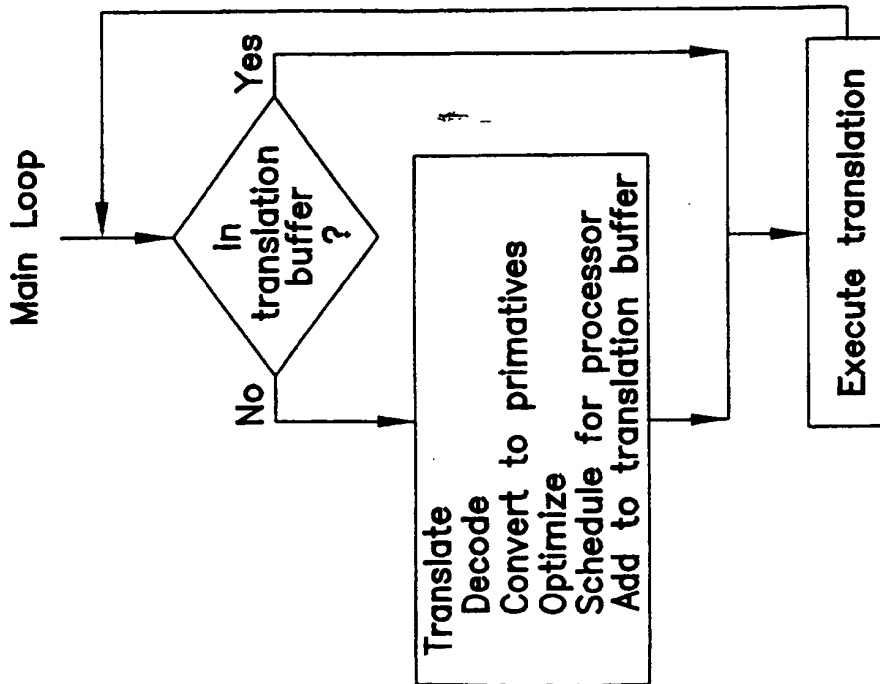 Main Loop
In
translation
buffer
?
Yes
No
Translate
Decode
Convert to primatives
Optimize
Schedule for processor
Add to translation buffer
Execute translation